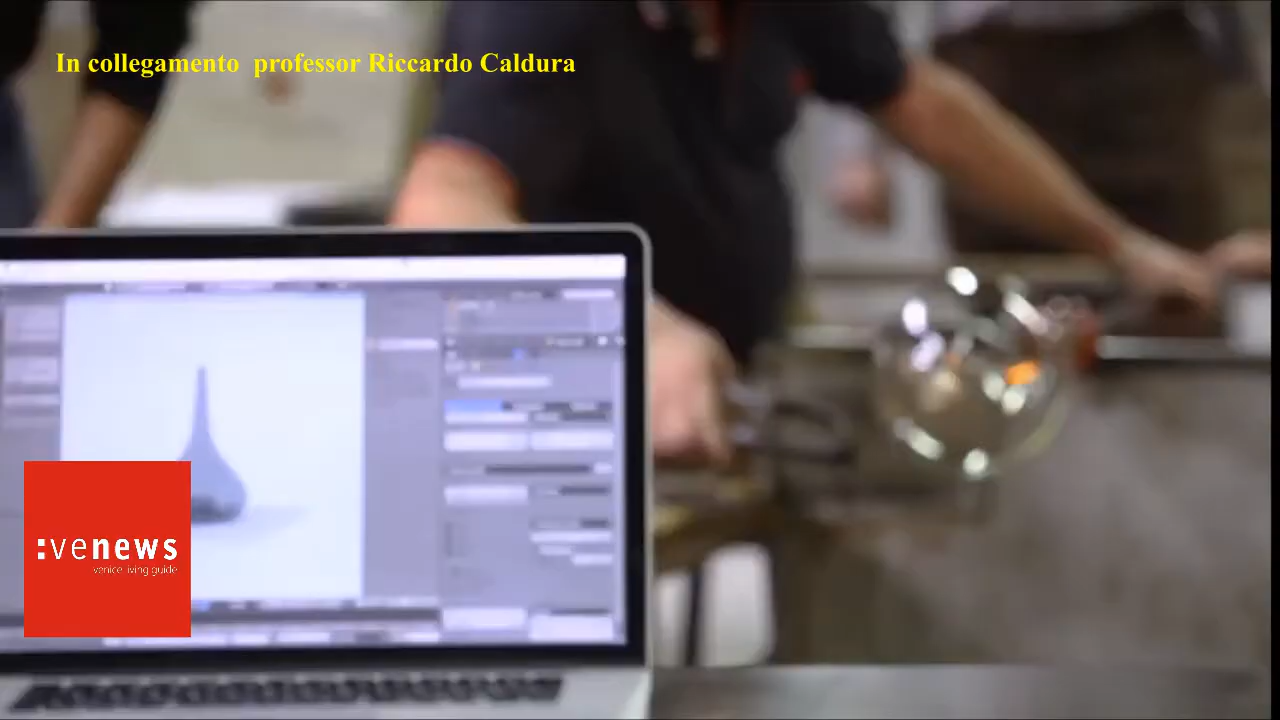 In collegamento professor Riccardo Caldura
:venews
venice living guide